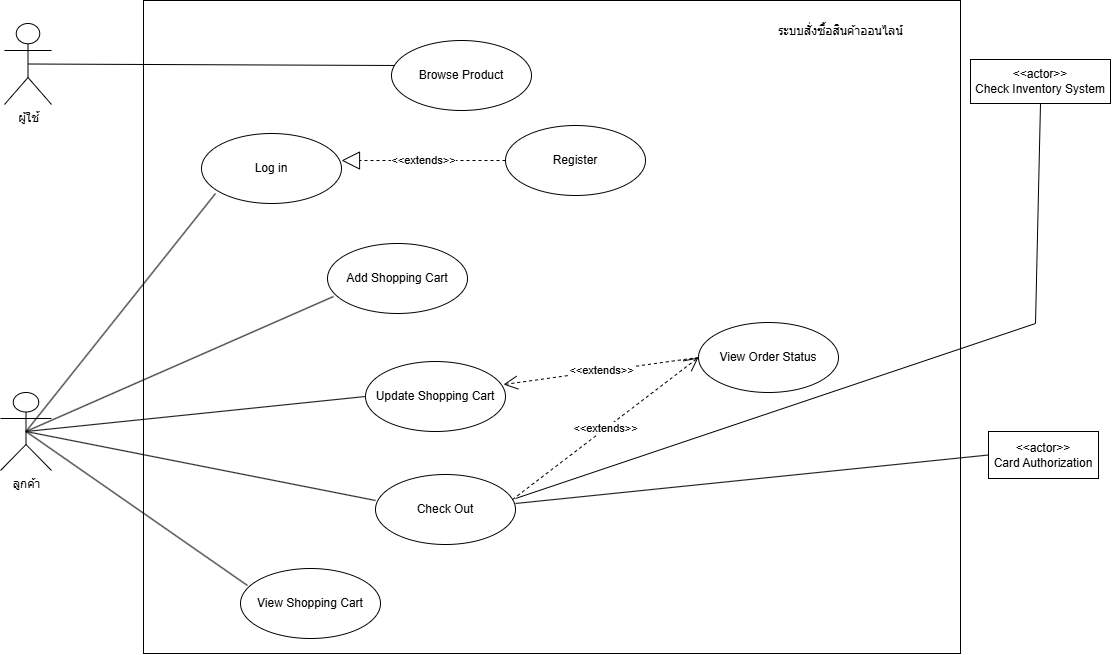 ระบบสั่งซื้อสินค้าออนไลน์
ผู้ใช้
Browse Product
<<actor>>
Check Inventory System
Log in
<<extends>>
Register
Add Shopping Cart
Update Shopping Cart
<<extends>>
View Order Status
<<extends>>
ลูกค้า
Check Out
<<actor>>
Card Authorization
View Shopping Cart